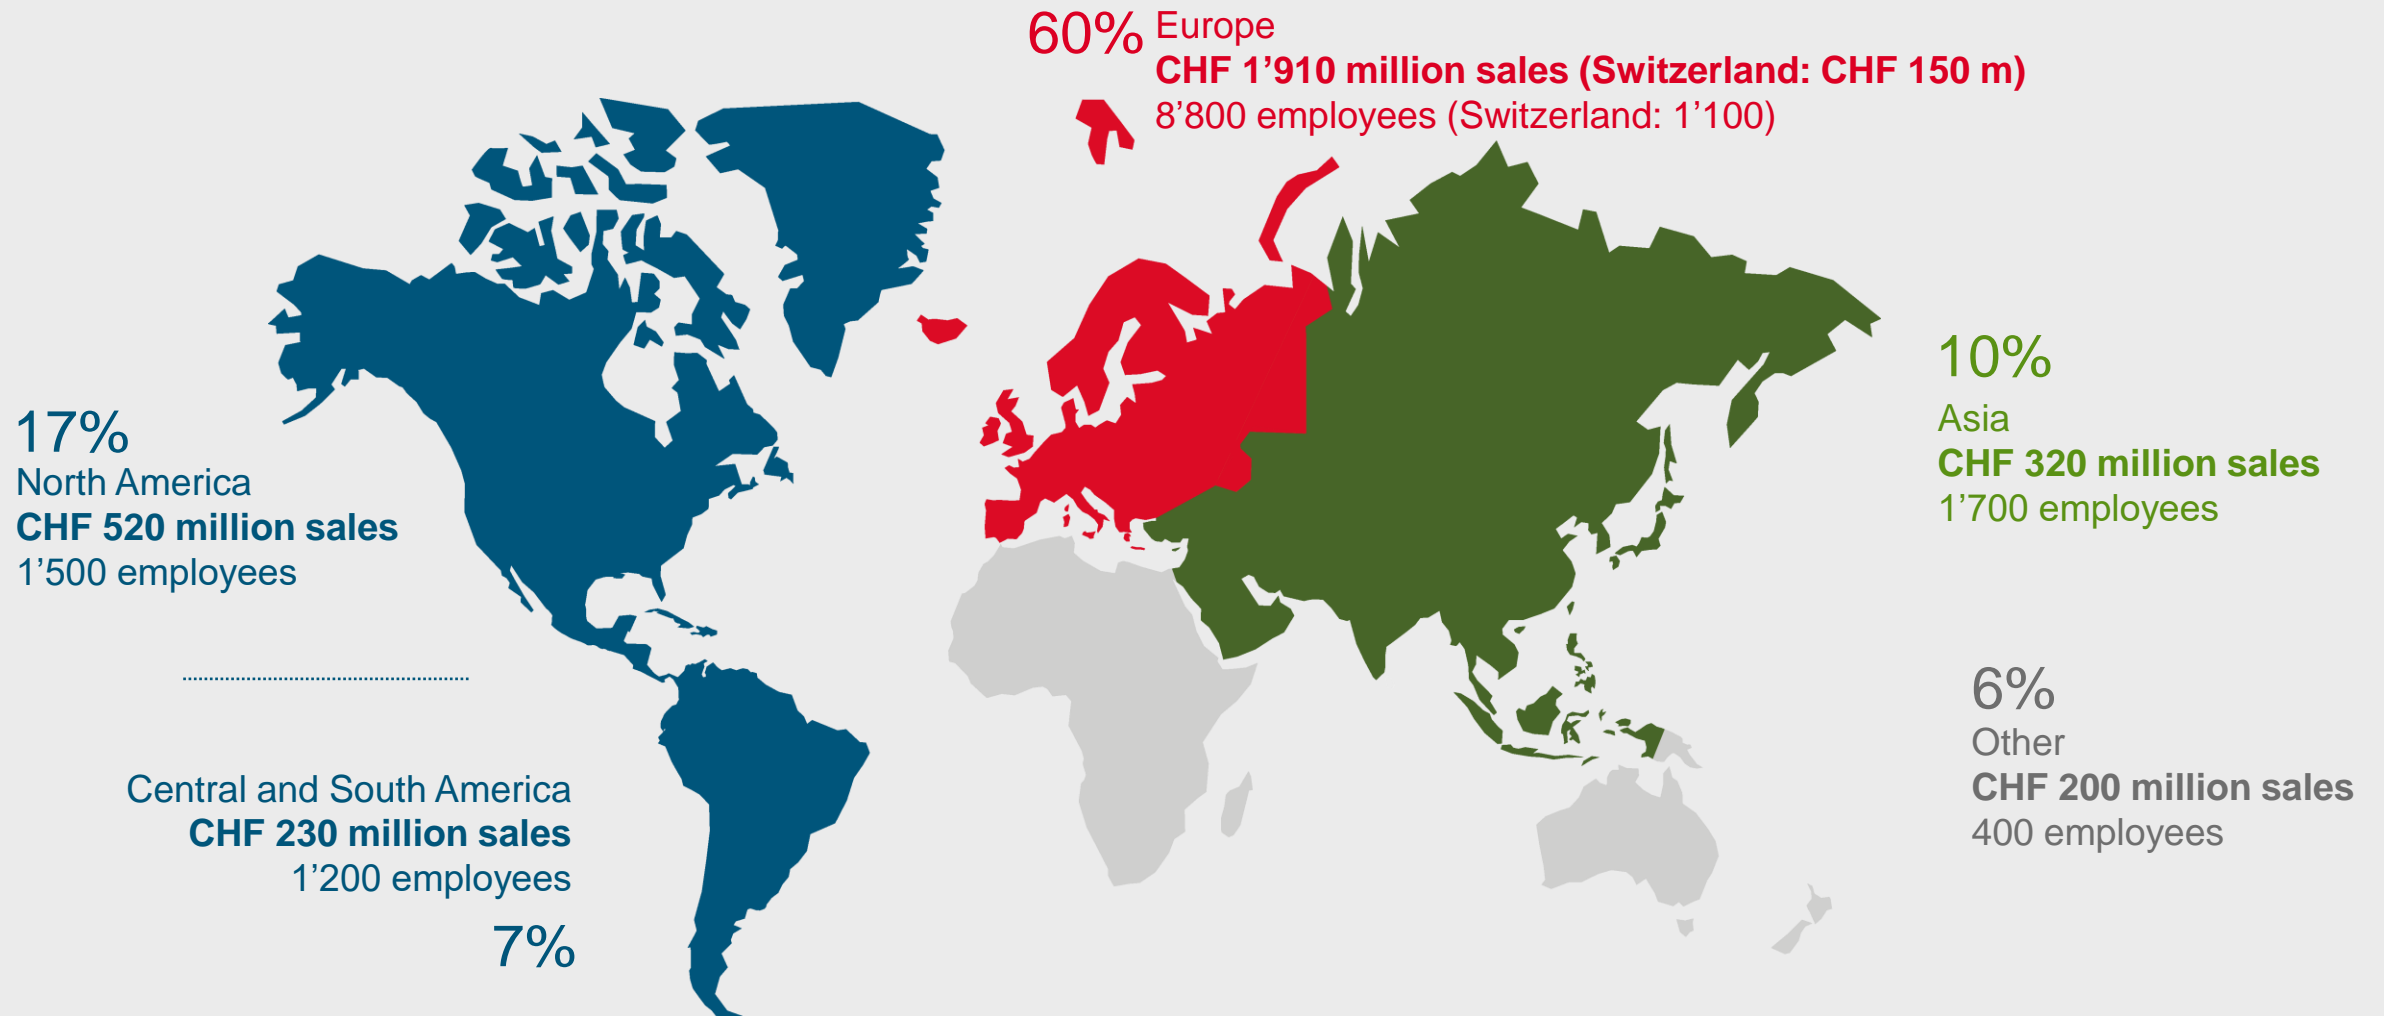 60% Europe
CHF 1’910 million sales (Switzerland: CHF 150 m)
8’800 employees (Switzerland: 1’100)
17%
North America
CHF 520 million sales
1’500 employees
Central and South America
CHF 230 million sales
1’200 employees
7%
10%
Asia
CHF 320 million sales
1’700 employees
6%
Other
CHF 200 million sales
400 employees